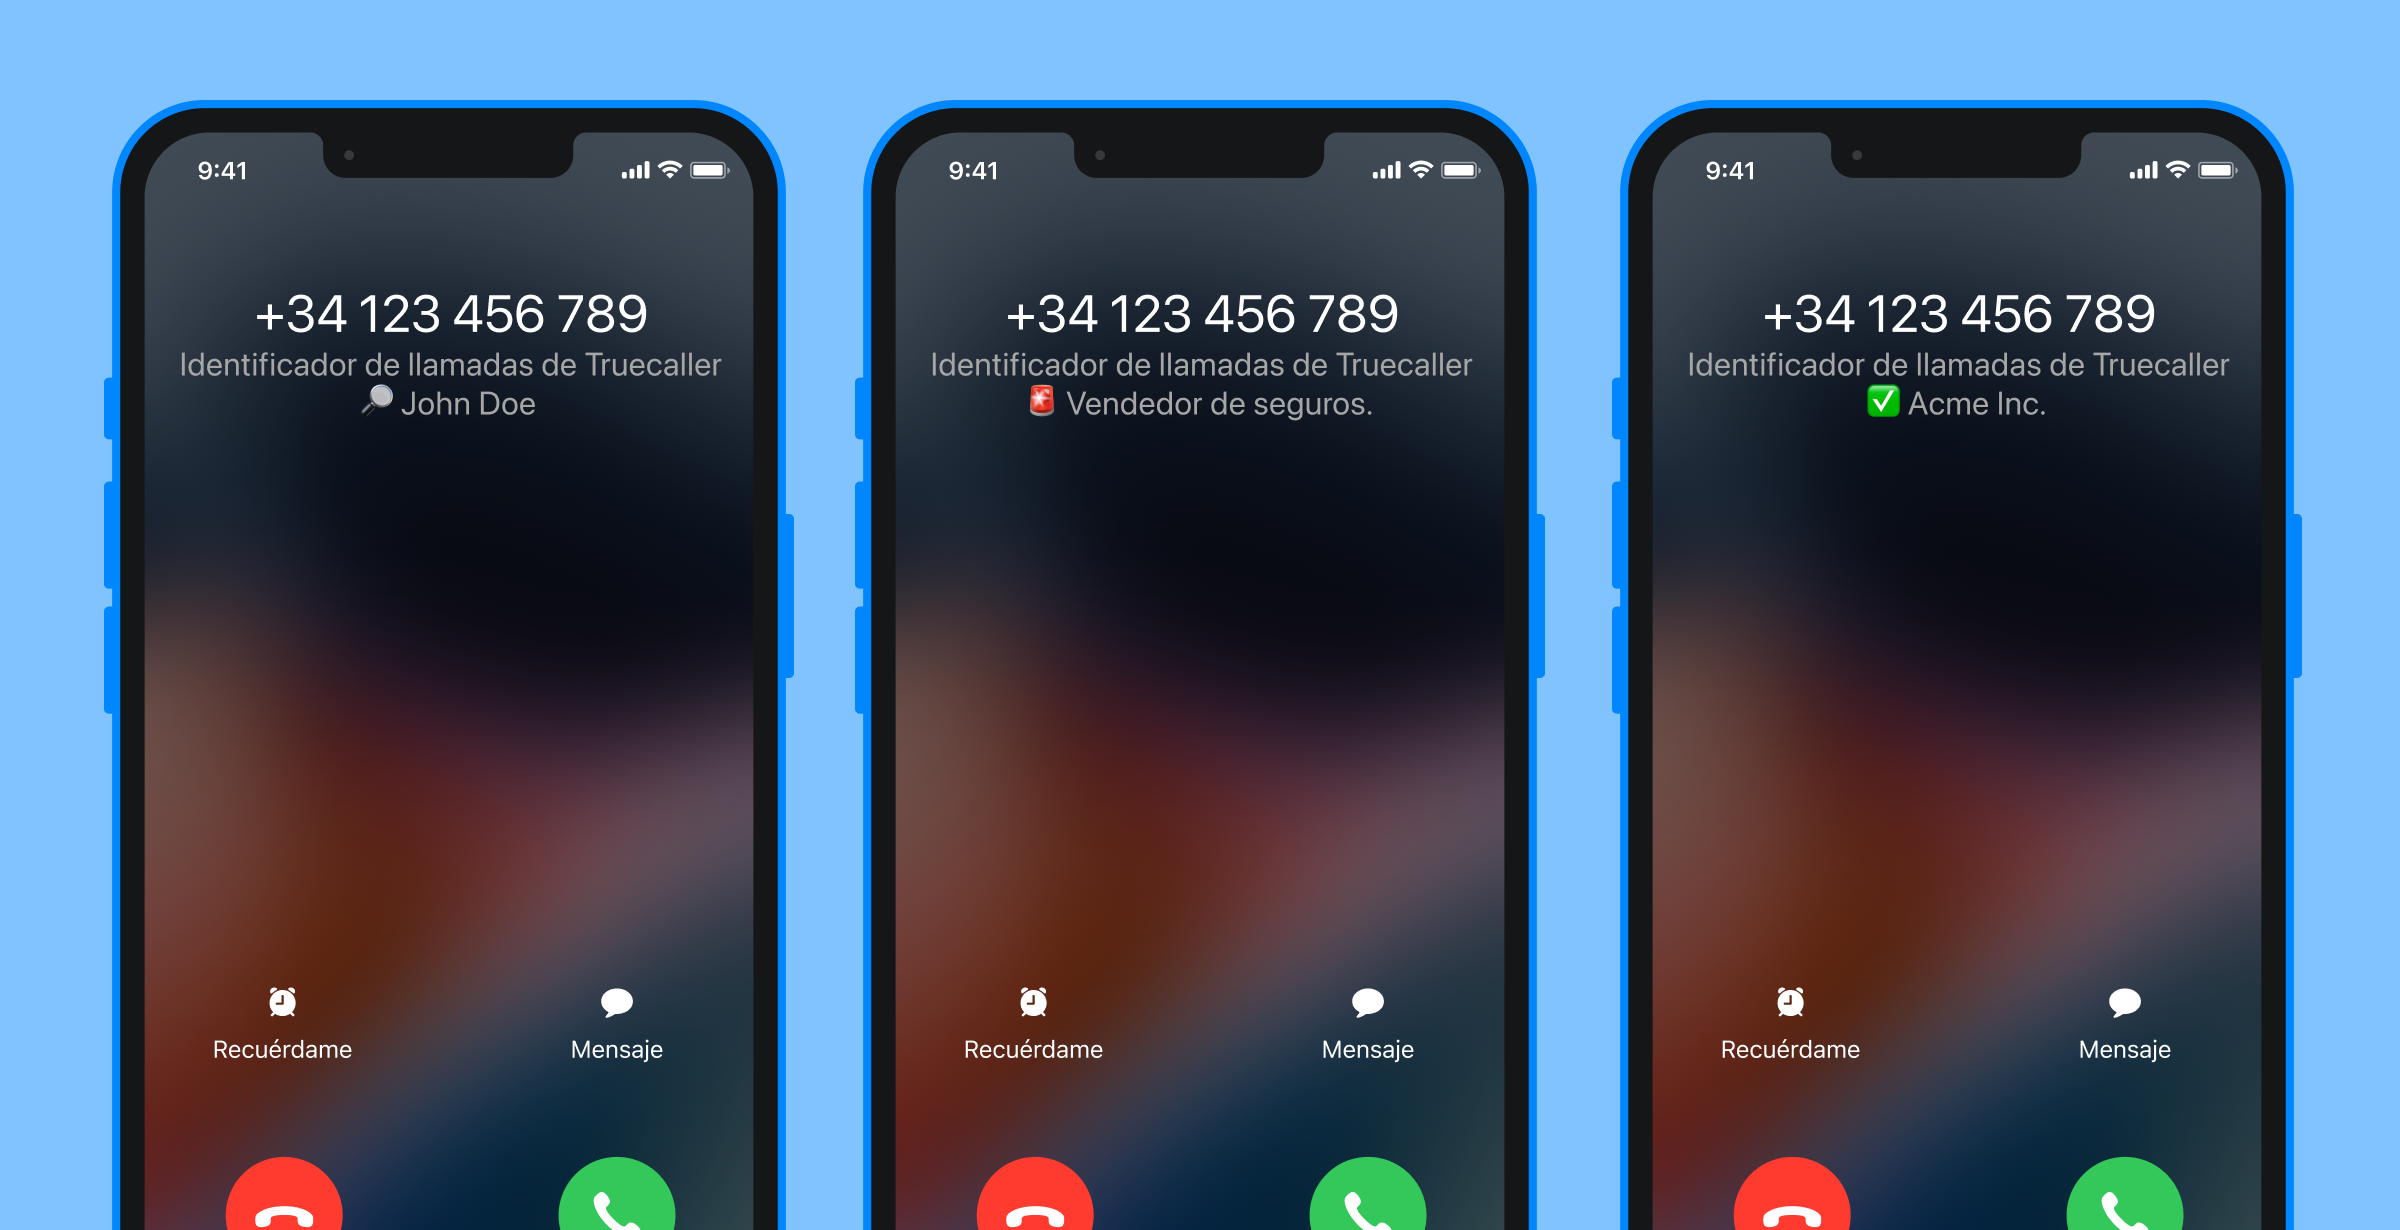 9:41
+34 123 456 789
Identificador de llamadas de Truecaller
🔎 John Doe
Recuérdame
Mensaje
9:41
+34 123 456 789
Identificador de llamadas de Truecaller
🚨 Vendedor de seguros.
Recuérdame
Mensaje
9:41
+34 123 456 789
Identificador de llamadas de Truecaller
✅ Acme Inc.
Recuérdame
Mensaje